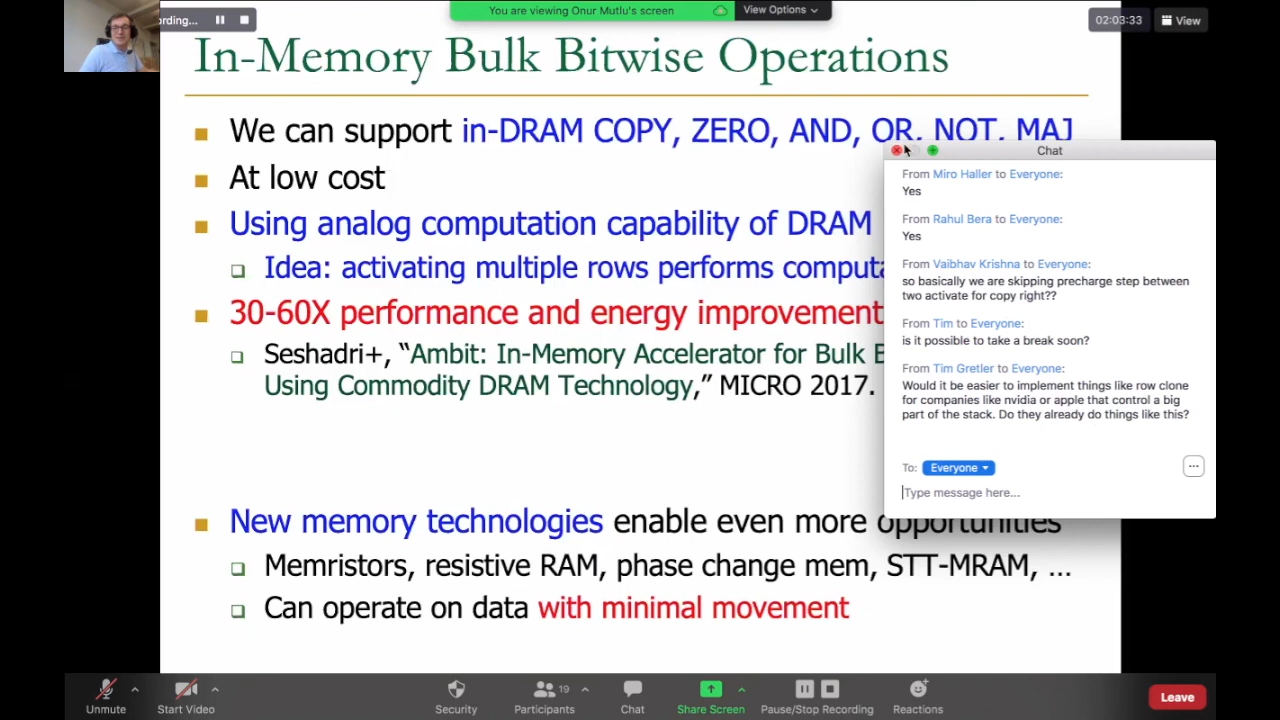 rding...
You are viewing Onur Mutlu's screen
View Options
02:03:33
View
In-Memory Bulk Bitwise Operations
We can support in-DRAM COPY, ZERO, AND, OR, NOT, MAJ
At low cost
Using analog computation capability of DRAM
Idea: activating multiple rows performs computa
30-60X performance and energy improvement
Seshadri+, “Ambit: In-Memory Accelerator for Bulk B
Using Commodity DRAM Technology,” MICRO 2017.
New memory technologies enable even more opportunities
Memristors, resistive RAM, phase change mem, STT-MRAM, ...
Can operate on data with minimal movement
Chat
From Miro Haller to Everyone:
Yes
From Rahul Bera to Everyone:
Yes
From Vaibhav Krishna to Everyone:
so basically we are skipping precharge step between
two activate for copy right??
From Tim to Everyone:
is it possible to take a break soon?
From Tim Gretler to Everyone:
Would it be easier to implement things like row clone
for companies like nvidia or apple that control a big
part of the stack. Do they already do things like this?
To: Everyone
...
Type message here...
Unmute
Start Video
Security
19
Participants
Chat
Share Screen
Pause/Stop Recording
Reactions
Leave